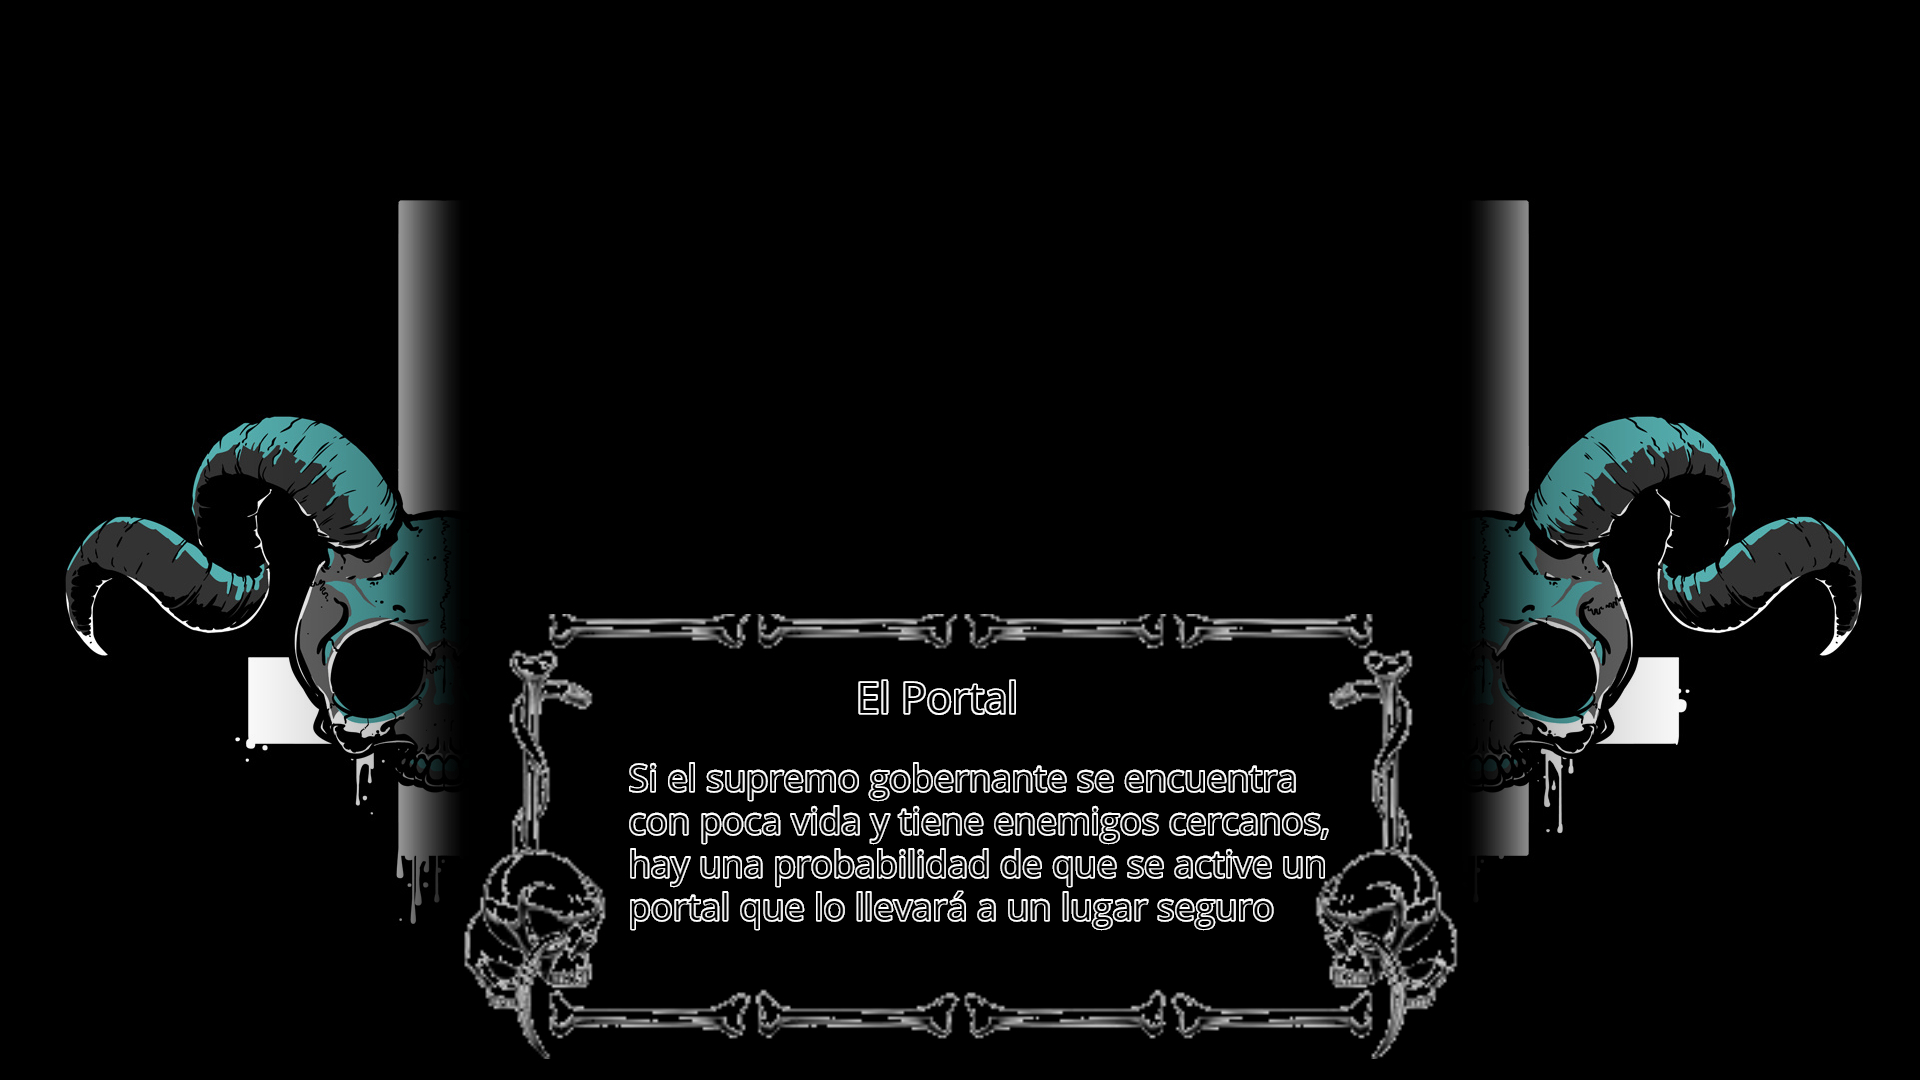 El Portal
Si el supremo gobernante se encuentra
con poca vida y tiene enemigos cercanos,
hay una probabilidad de que se active un
portal que lo llevará a un lugar seguro